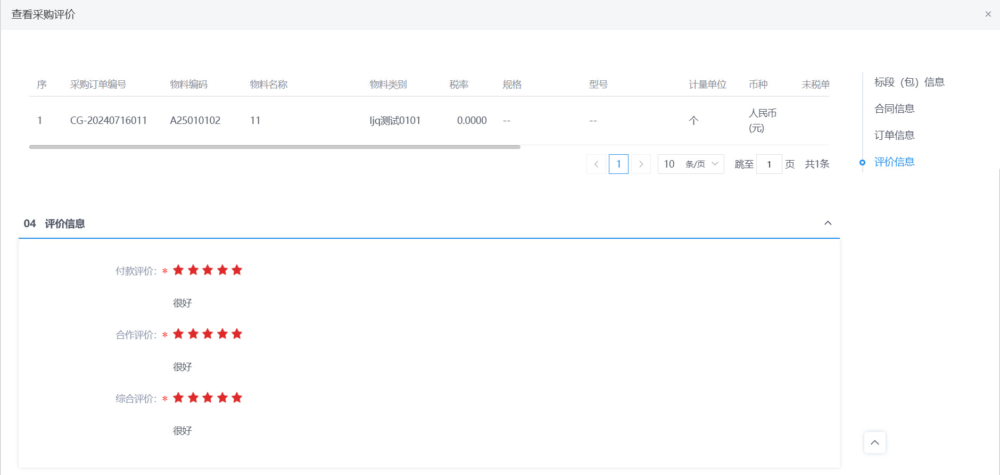 查看采购评价
序 采购订单编号 物料编码 物料名称 物料类别 税率 规格 型号 计量单位 币种 未税单
1 CG-20240716011 A25010102 11 ljq测试0101 0.0000 -- -- 个 人民币
(元)
1 10 条/页 跳至 1 页 共1条
标段（包）信息
合同信息
订单信息
评价信息
04 评价信息
付款评价：*
很好
合作评价：*
很好
综合评价：*
很好